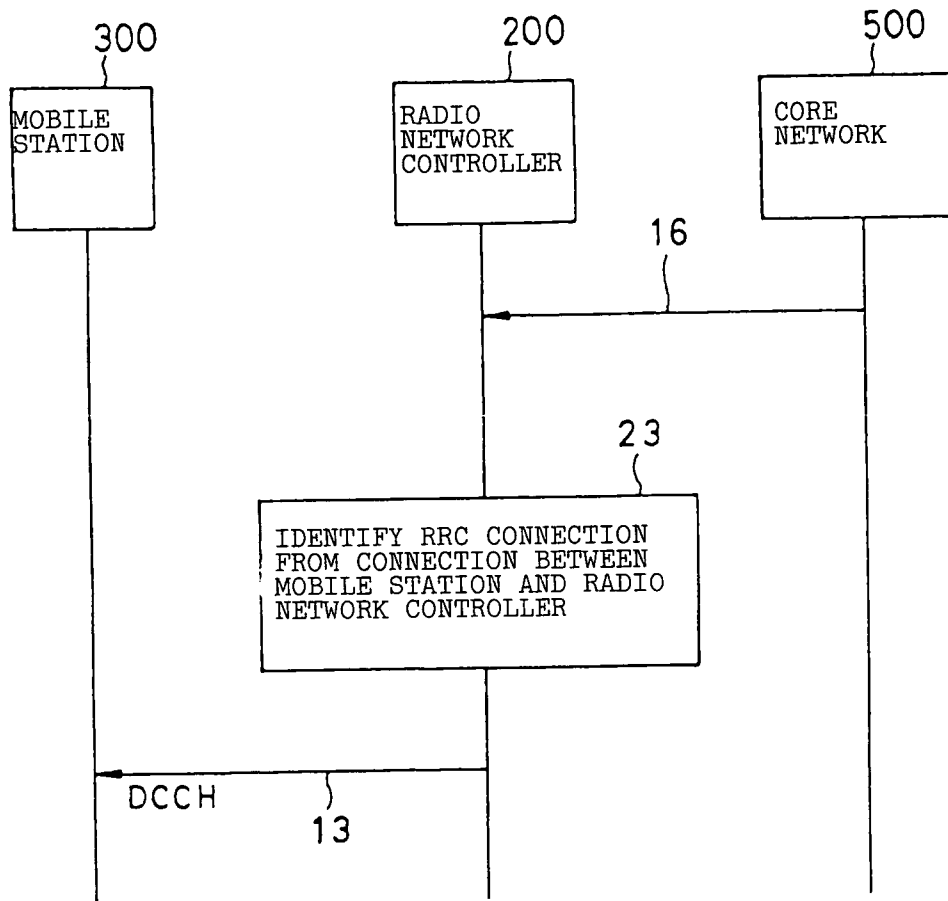 300
200
500
MOBILE
STATION
RADIO
NETWORK
CONTROLLER
CORE
NETWORK
16
23
IDENTIFY RRC CONNECTION
FROM CONNECTION BETWEEN
MOBILE STATION AND RADIO
NETWORK CONTROLLER
DCCH
13